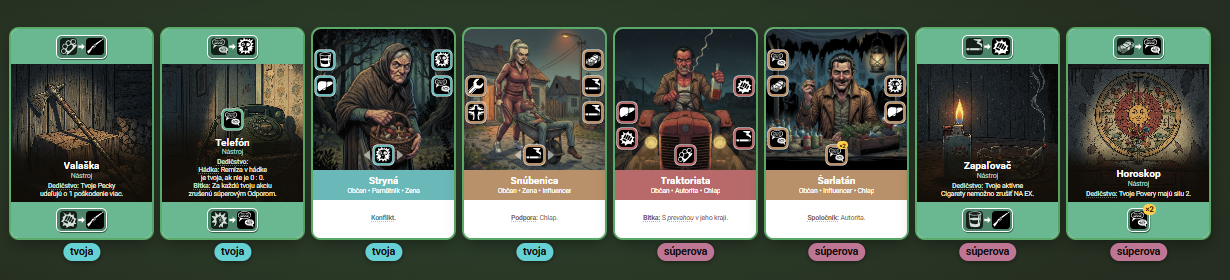 Valaška
Nástroj
Dedičstvo: Tvoje Pecky
udeľujú o 1 poškodenie viac.
tvoja
Telefón
Nástroj
Dedičstvo:
Hádka: Remíza v hádke
je tvoja, ak nie je 0 : 0.
Bitka: Za každú tvoju akciu
zrušenú súperovým Odporom.
tvoja
Stryná
Občan • Pamätník • Žena
Konflikt.
tvoja
Snúbenica
Občan • Žena • Influencer
Podpora: Chlap.
tvoja
Traktorista
Občan • Autorita • Chlap
Bitka: S prevahou v jeho kraji.
súperova
x2
Šarlatán
Občan • Influencer • Chlap
Spoločník: Autorita.
súperova
Zapaľovač
Nástroj
Dedičstvo: Tvoje aktívne
Cigarety nemožno zrušiť NA EX.
súperova
Horoskop
Nástroj
Dedičstvo: Tvoje Povery majú silu 2.
x2
súperova